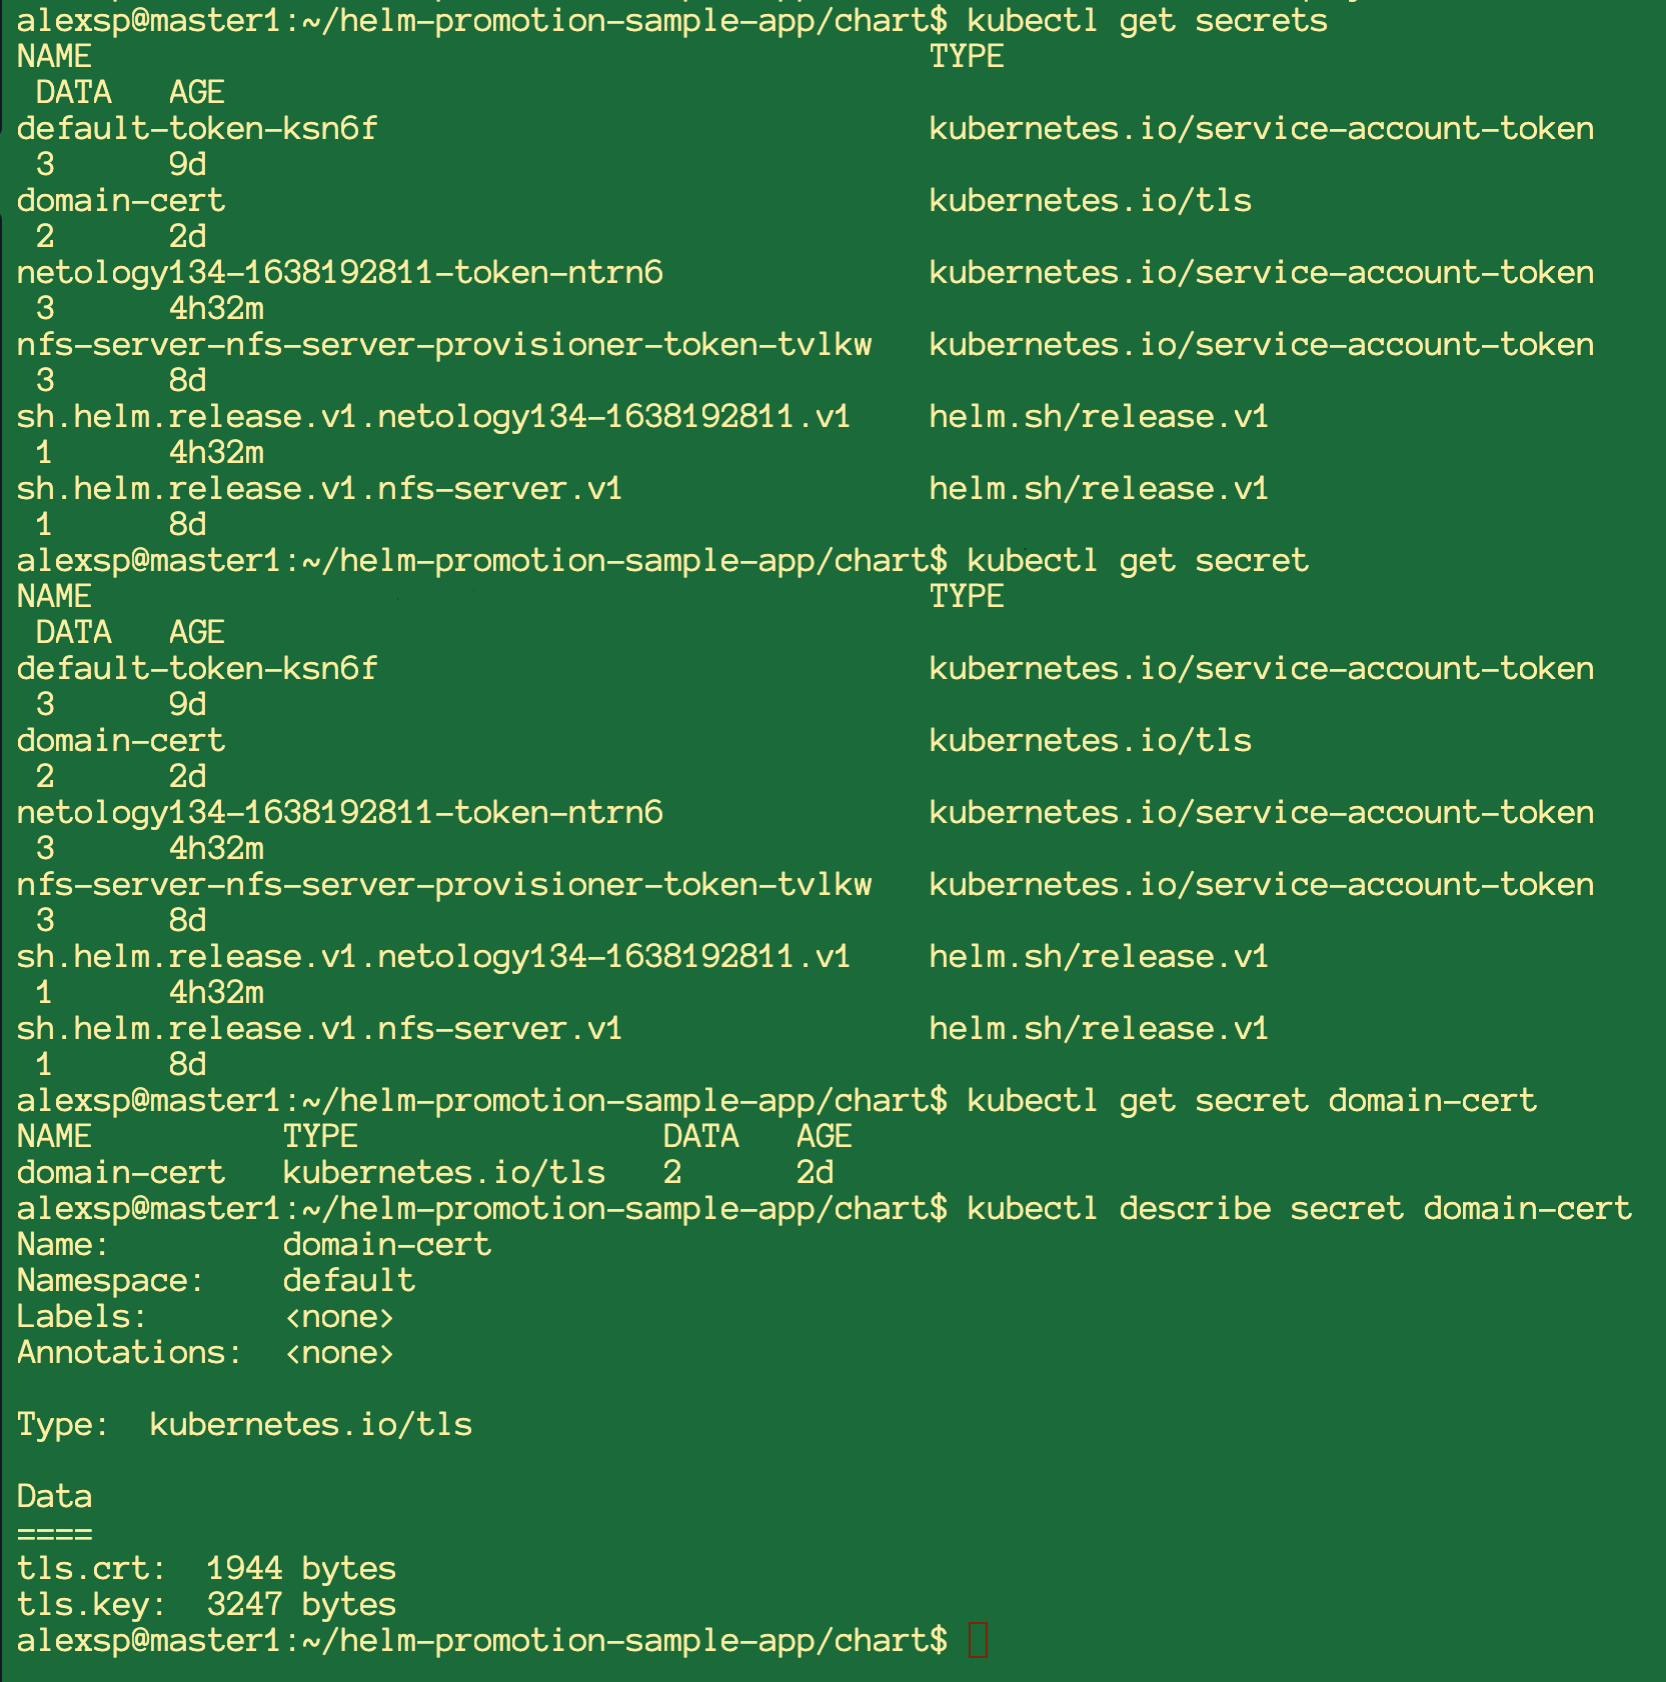 alexsp@master1:~/helm-promotion-sample-app/chart$ kubectl get secrets
NAME                                            TYPE
 DATA   AGE
default-token-ksn6f                             kubernetes.io/service-account-token
 3      9d
domain-cert                                     kubernetes.io/tls
 2      2d
netology134-1638192811-token-ntrn6              kubernetes.io/service-account-token
 3      4h32m
nfs-server-nfs-server-provisioner-token-tvlkw   kubernetes.io/service-account-token
 3      8d
sh.helm.release.v1.netology134-1638192811.v1    helm.sh/release.v1
 1      4h32m
sh.helm.release.v1.nfs-server.v1                helm.sh/release.v1
 1      8d
alexsp@master1:~/helm-promotion-sample-app/chart$ kubectl get secret
NAME                                            TYPE
 DATA   AGE
default-token-ksn6f                             kubernetes.io/service-account-token
 3      9d
domain-cert                                     kubernetes.io/tls
 2      2d
netology134-1638192811-token-ntrn6              kubernetes.io/service-account-token
 3      4h32m
nfs-server-nfs-server-provisioner-token-tvlkw   kubernetes.io/service-account-token
 3      8d
sh.helm.release.v1.netology134-1638192811.v1    helm.sh/release.v1
 1      4h32m
sh.helm.release.v1.nfs-server.v1                helm.sh/release.v1
 1      8d
alexsp@master1:~/helm-promotion-sample-app/chart$ kubectl get secret domain-cert
NAME          TYPE                DATA   AGE
domain-cert   kubernetes.io/tls   2      2d
alexsp@master1:~/helm-promotion-sample-app/chart$ kubectl describe secret domain-cert
Name:         domain-cert
Namespace:    default
Labels:       <none>
Annotations:  <none>

Type:  kubernetes.io/tls

Data
====
tls.crt:  1944 bytes
tls.key:  3247 bytes
alexsp@master1:~/helm-promotion-sample-app/chart$